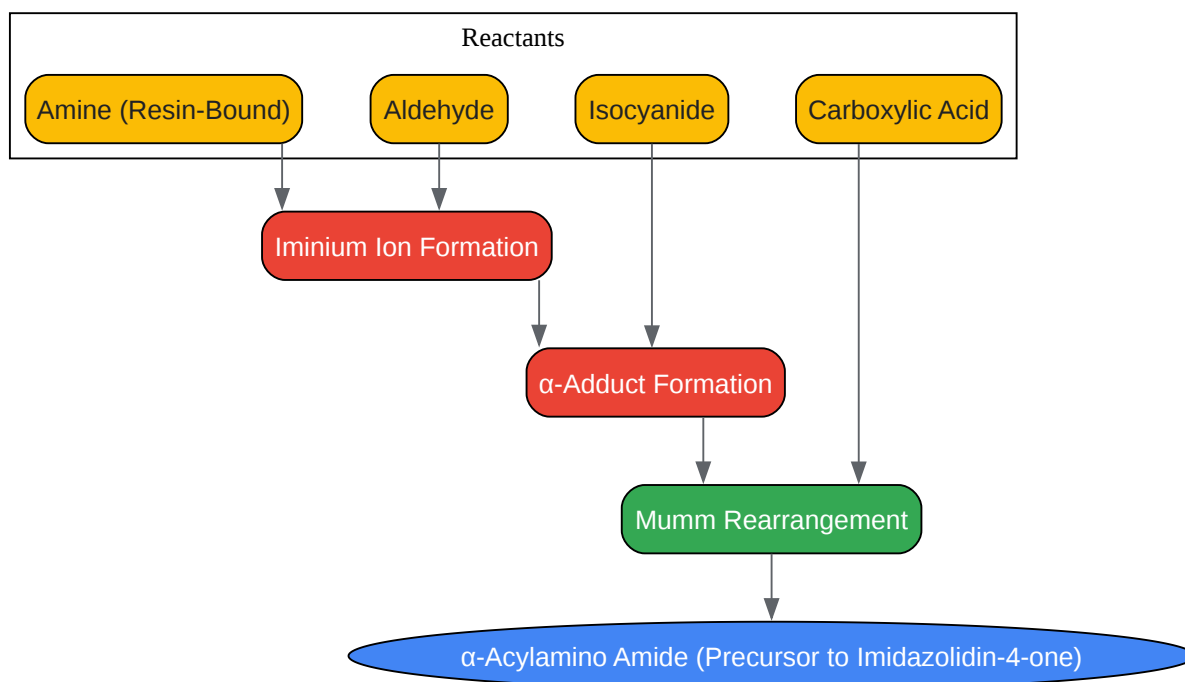 Reactants
Amine (Resin-Bound)
Aldehyde
Isocyanide
Carboxylic Acid
Iminium Ion Formation
α-Adduct Formation
Mumm Rearrangement
α-Acylamino Amide (Precursor to Imidazolidin-4-one)